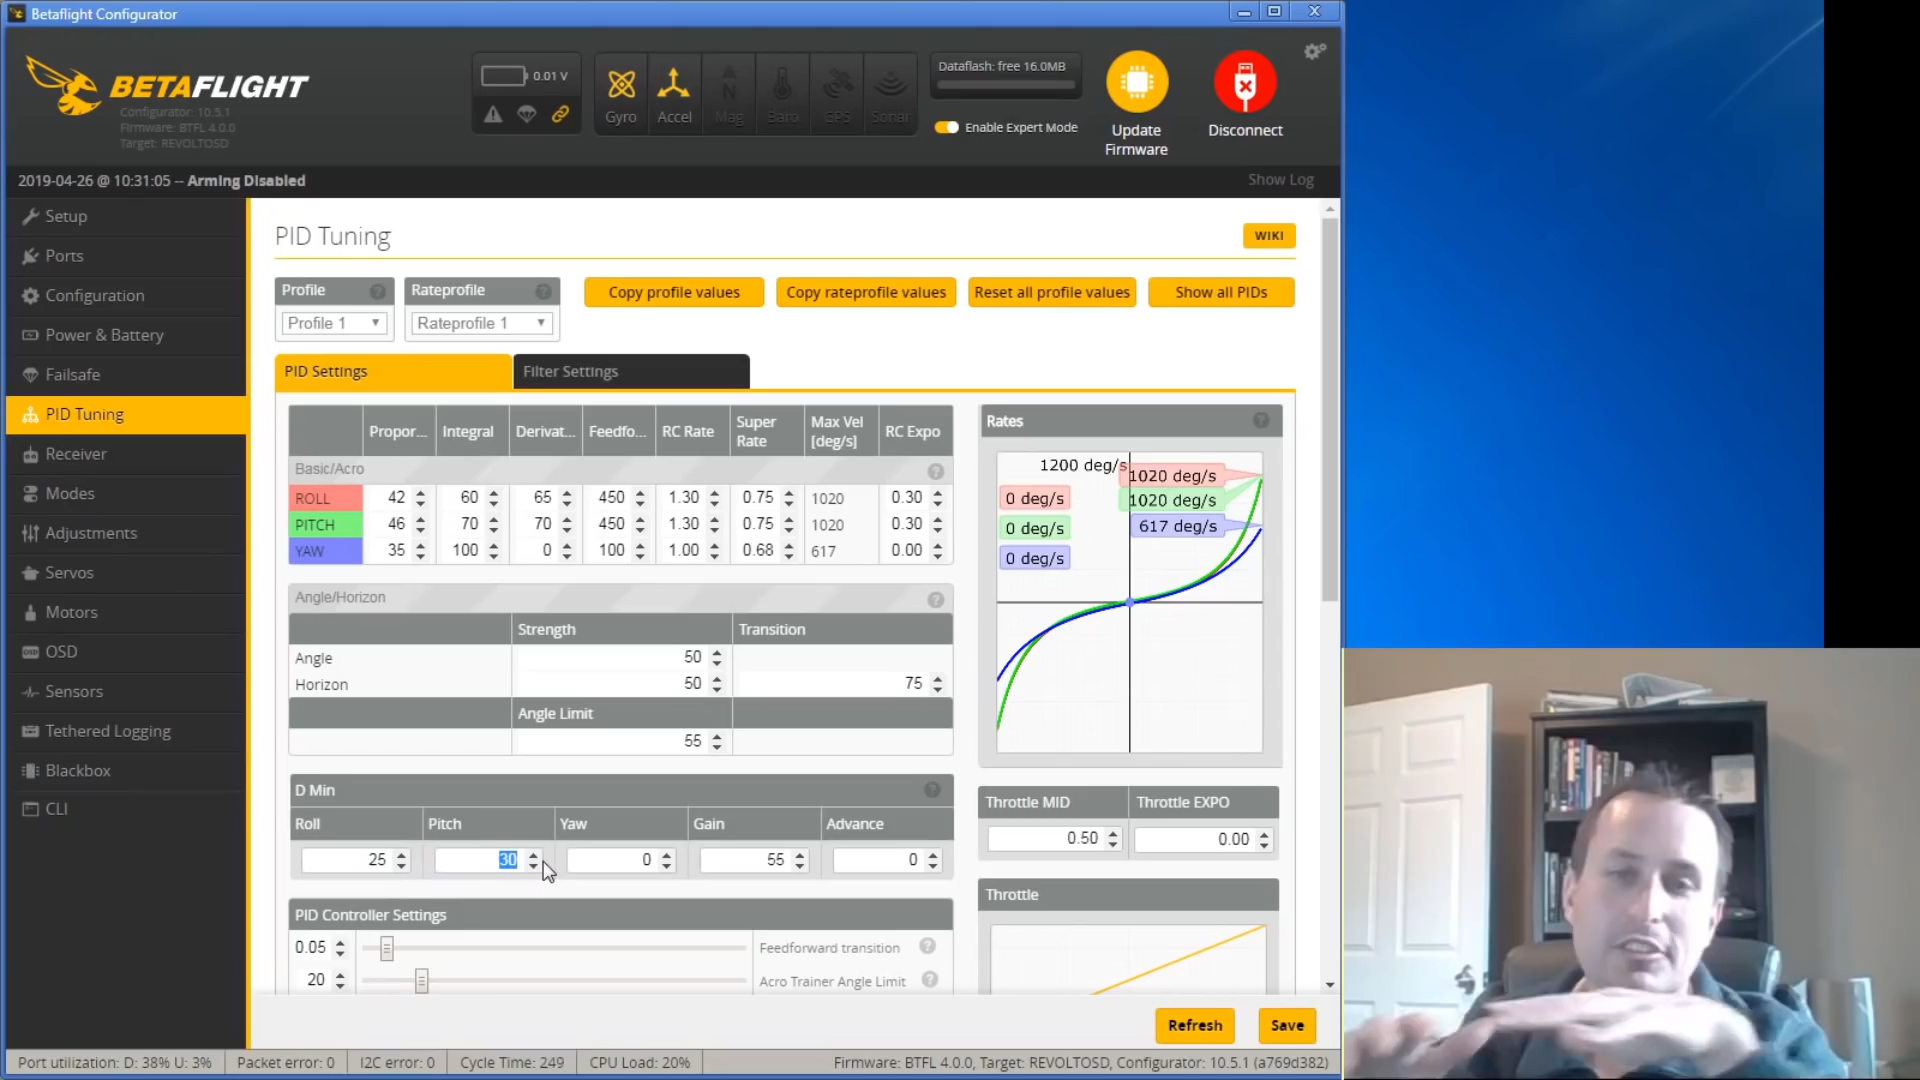 Betaflight Configurator
BETAFLIGHT
Configurator: 10.5.1
Firmware: BTFL 4.0.0
Target: REVOLTOSD
0.01 V
Gyro
Accel
Mag
Baro
GPS
Sonar
Dataflash: free 16.0MB
Enable Expert Mode
Update
Firmware
Disconnect
2019-04-26 @ 10:31:05 -- Arming Disabled
Show Log
Setup
Ports
Configuration
Power & Battery
Failsafe
PID Tuning
Receiver
Modes
Adjustments
Servos
Motors
OSD
Sensors
Tethered Logging
Blackbox
CLI
PID Tuning
WIKI
Profile
Profile 1
Rateprofile
Rateprofile 1
Copy profile values
Copy rateprofile values
Reset all profile values
Show all PIDs
PID Settings
Filter Settings
Propor... Integral Derivat... Feedfo... RC Rate Super Rate Max Vel [deg/s] RC Expo
Basic/Acro
ROLL 42 60 65 450 1.30 0.75 1020 0.30
PITCH 46 70 70 450 1.30 0.75 1020 0.30
YAW 35 100 0 100 1.00 0.68 617 0.00
Angle/Horizon
Strength Transition
Angle 50
Horizon 50 75
Angle Limit
55
D Min
Roll Pitch Yaw Gain Advance
25 30 0 55 0
PID Controller Settings
0.05 Feedforward transition
20 Acro Trainer Angle Limit
Rates
1200 deg/s
1020 deg/s
0 deg/s
1020 deg/s
0 deg/s
617 deg/s
0 deg/s
Throttle MID Throttle EXPO
0.50 0.00
Throttle
Refresh
Save
Port utilization: D: 38% U: 3%
Packet error: 0
I2C error: 0
Cycle Time: 249
CPU Load: 20%
Firmware: BTFL 4.0.0, Target: REVOLTOSD, Configurator: 10.5.1 (a769d382)